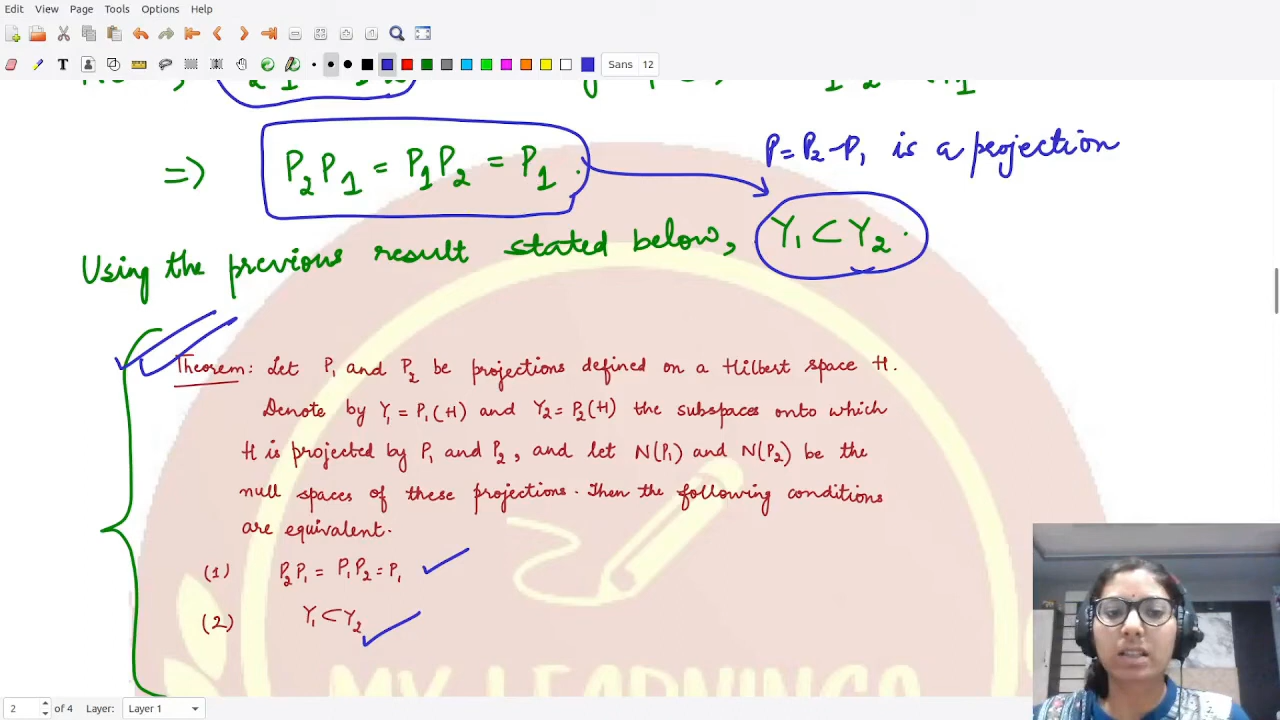 Edit View Page Tools Options Help
Sans 12
=> P2P1 = P1P2 = P1 .
P = P2 - P1 is a projection
Using the previous result stated below, Y1 ⊂ Y2 .
Theorem: Let P1 and P2 be projections defined on a Hilbert space H.
Denote by Y1 = P1(H) and Y2 = P2(H) the subspaces onto which
H is projected by P1 and P2, and let N(P1) and N(P2) be the
null spaces of these projections. Then the following conditions
are equivalent.
(1) P2P1 = P1P2 = P1
(2) Y1 ⊂ Y2
MY LEARNINGS
2 of 4 Layer: Layer 1